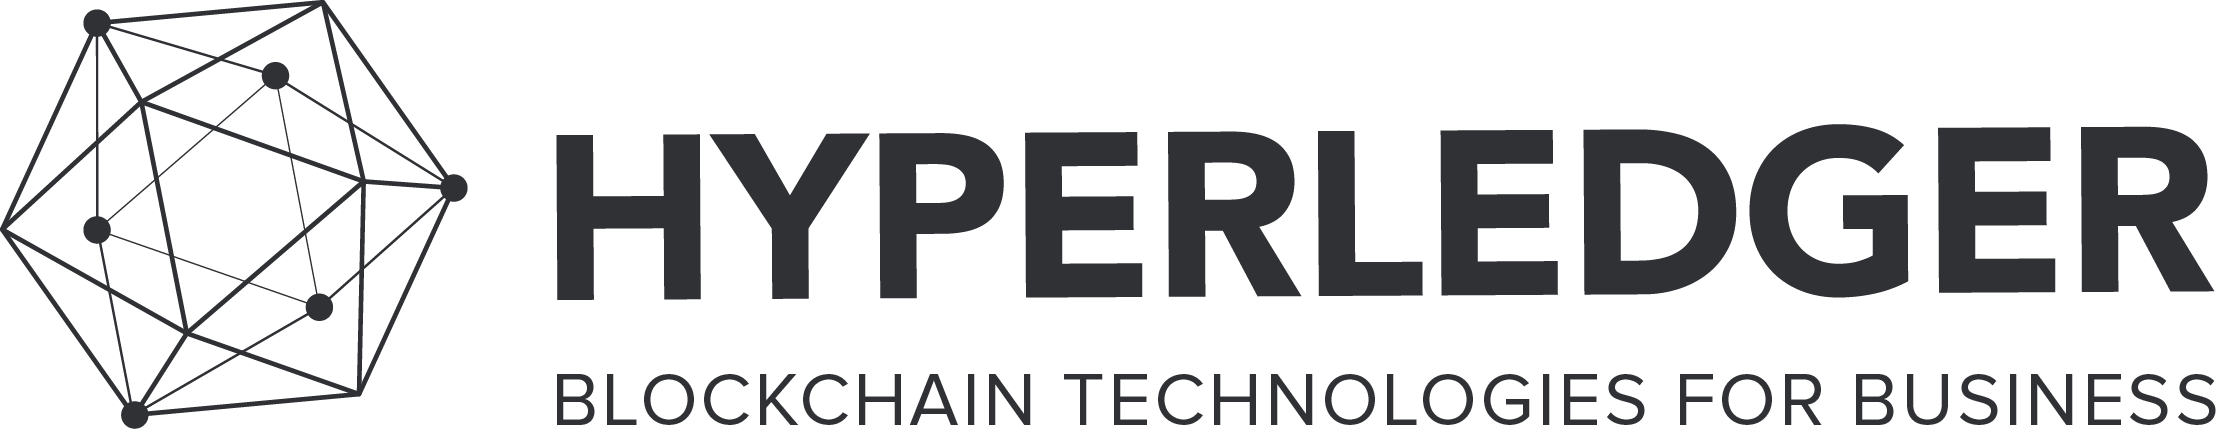 HYPERLEDGER
BLOCKCHAIN TECHNOLOGIES FOR BUSINESS